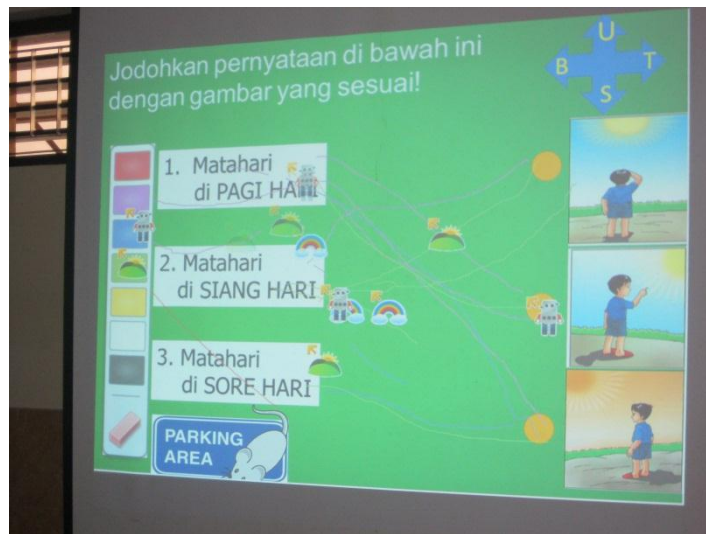 Jodohkan pernyataan di bawah ini
dengan gambar yang sesuai!
U
B
T
S
1. Matahari
di PAGI HARI
2. Matahari
di SIANG HARI
3. Matahari
di SORE HARI
PARKING
AREA